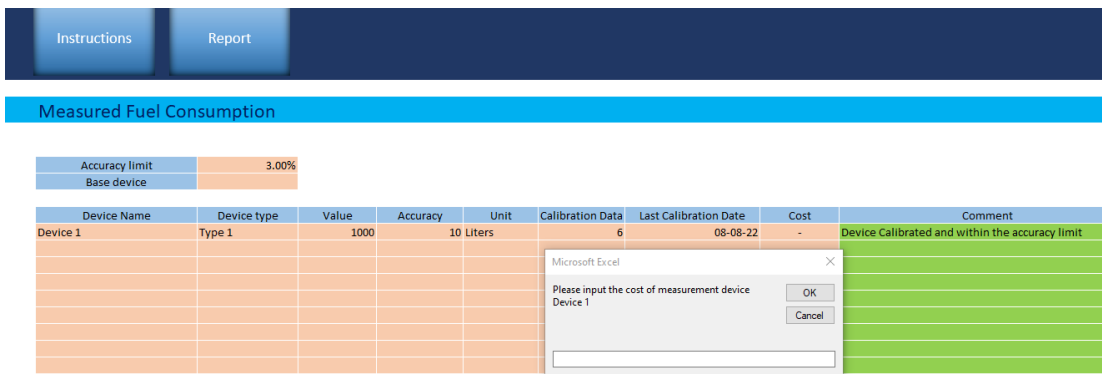 Instructions Report
Measured Fuel Consumption
Accuracy limit 3.00%
Base device
Device Name Device type Value Accuracy Unit Calibration Data Last Calibration Date Cost Comment
Device 1 Type 1 1000 10 Liters 6 08-08-22 - Device Calibrated and within the accuracy limit
Microsoft Excel
Please input the cost of measurement device OK
Device 1
Cancel